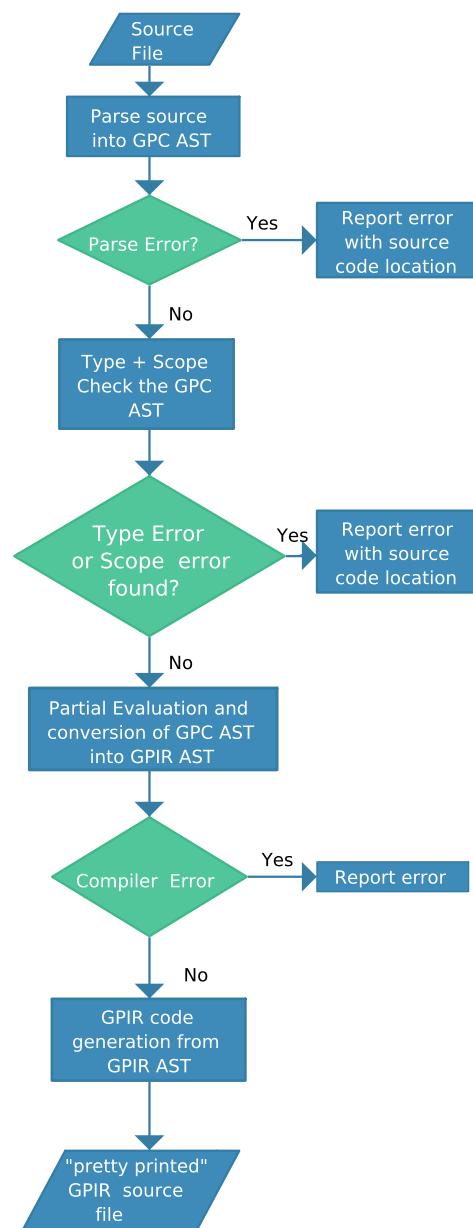 Source
File
Parse source
into GPC AST
Parse Error?
Yes
Report error
with source
code location
No
Type + Scope
Check the GPC
AST
Type Error
or Scope error
found?
Yes
Report error
with source
code location
No
Partial Evaluation and
conversion of GPC AST
into GPIR AST
Compiler Error
Yes
Report error
No
GPIR code
generation from
GPIR AST
"pretty printed"
GPIR source
file